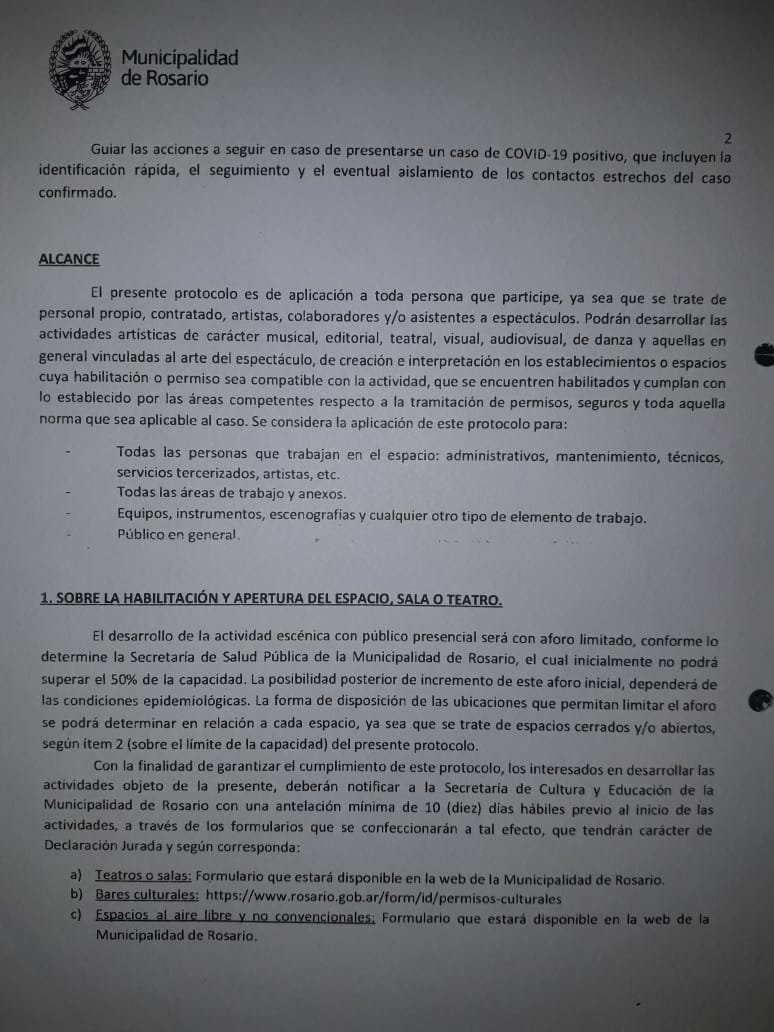 Municipalidad
de Rosario
2
Guiar las acciones a seguir en caso de presentarse un caso de COVID-19 positivo, que incluyen la
identificación rápida, el seguimiento y el eventual aislamiento de los contactos estrechos del caso
confirmado.
ALCANCE
El presente protocolo es de aplicación a toda persona que participe, ya sea que se trate de
personal propio, contratado, artistas, colaboradores y/o asistentes a espectáculos. Podrán desarrollar las
actividades artísticas de carácter musical, editorial, teatral, visual, audiovisual, de danza y aquellas en
general vinculadas al arte del espectáculo, de creación e interpretación en los establecimientos o espacios
cuya habilitación o permiso sea compatible con la actividad, que se encuentren habilitados y cumplan con
lo establecido por las áreas competentes respecto a la tramitación de permisos, seguros y toda aquella
norma que sea aplicable al caso. Se considera la aplicación de este protocolo para:
- Todas las personas que trabajan en el espacio: administrativos, mantenimiento, técnicos,
servicios tercerizados, artistas, etc.
- Todas las áreas de trabajo y anexos.
- Equipos, instrumentos, escenografías y cualquier otro tipo de elemento de trabajo.
- Público en general.
1. SOBRE LA HABILITACIÓN Y APERTURA DEL ESPACIO, SALA O TEATRO.
El desarrollo de la actividad escénica con público presencial será con aforo limitado, conforme lo
determine la Secretaría de Salud Pública de la Municipalidad de Rosario, el cual inicialmente no podrá
superar el 50% de la capacidad. La posibilidad posterior de incremento de este aforo inicial, dependerá de
las condiciones epidemiológicas. La forma de disposición de las ubicaciones que permitan limitar el aforo
se podrá determinar en relación a cada espacio, ya sea que se trate de espacios cerrados y/o abiertos,
según ítem 2 (sobre el límite de la capacidad) del presente protocolo.
Con la finalidad de garantizar el cumplimiento de este protocolo, los interesados en desarrollar las
actividades objeto de la presente, deberán notificar a la Secretaría de Cultura y Educación de la
Municipalidad de Rosario con una antelación mínima de 10 (diez) días hábiles previo al inicio de las
actividades, a través de los formularios que se confeccionarán a tal efecto, que tendrán carácter de
Declaración Jurada y según corresponda:
a) Teatros o salas: Formulario que estará disponible en la web de la Municipalidad de Rosario.
b) Bares culturales: https://www.rosario.gob.ar/form/id/permisos-culturales
c) Espacios al aire libre y no convencionales: Formulario que estará disponible en la web de la
Municipalidad de Rosario.